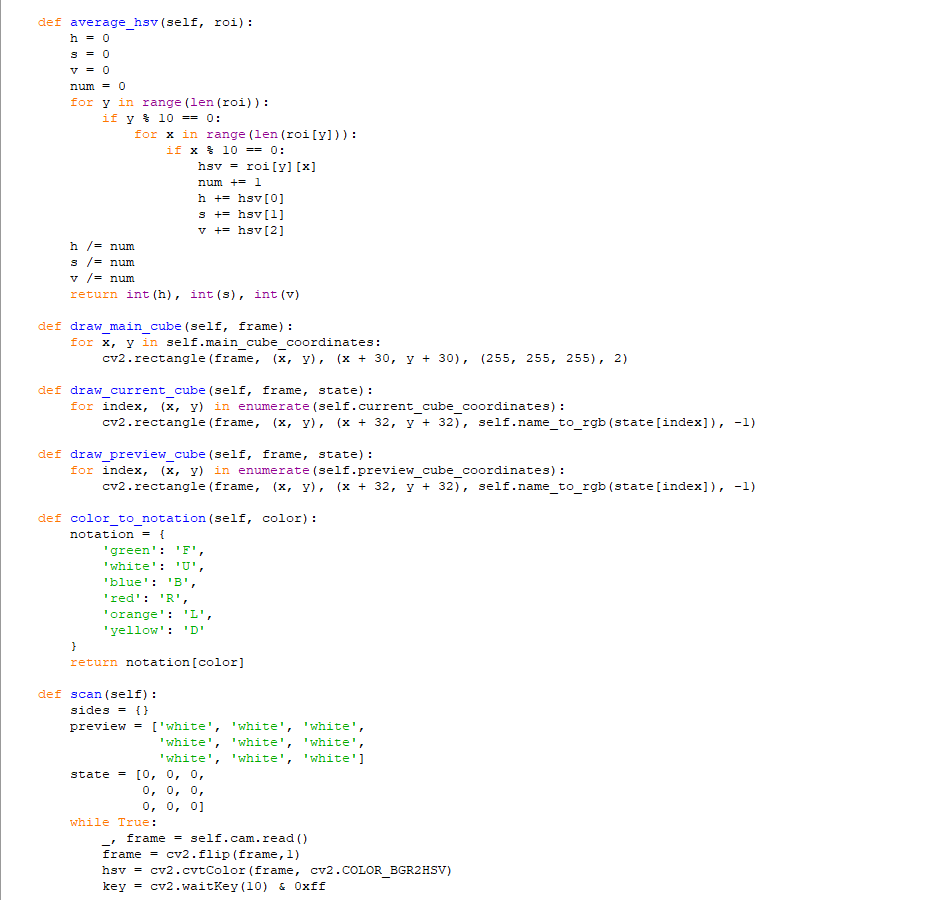 def average_hsv(self, roi):
    h = 0
    s = 0
    v = 0
    num = 0
    for y in range(len(roi)):
        if y % 10 == 0:
            for x in range(len(roi[y])):
                if x % 10 == 0:
                    hsv = roi[y][x]
                    num += 1
                    h += hsv[0]
                    s += hsv[1]
                    v += hsv[2]
    h /= num
    s /= num
    v /= num
    return int(h), int(s), int(v)

def draw_main_cube(self, frame):
    for x, y in self.main_cube_coordinates:
        cv2.rectangle(frame, (x, y), (x + 30, y + 30), (255, 255, 255), 2)

def draw_current_cube(self, frame, state):
    for index, (x, y) in enumerate(self.current_cube_coordinates):
        cv2.rectangle(frame, (x, y), (x + 32, y + 32), self.name_to_rgb(state[index]), -1)

def draw_preview_cube(self, frame, state):
    for index, (x, y) in enumerate(self.preview_cube_coordinates):
        cv2.rectangle(frame, (x, y), (x + 32, y + 32), self.name_to_rgb(state[index]), -1)

def color_to_notation(self, color):
    notation = {
        'green': 'F',
        'white': 'U',
        'blue': 'B',
        'red': 'R',
        'orange': 'L',
        'yellow': 'D'
    }
    return notation[color]

def scan(self):
    sides = {}
    preview = ['white', 'white', 'white',
               'white', 'white', 'white',
               'white', 'white', 'white']
    state = [0, 0, 0,
             0, 0, 0,
             0, 0, 0]
    while True:
        _, frame = self.cam.read()
        frame = cv2.flip(frame,1)
        hsv = cv2.cvtColor(frame, cv2.COLOR_BGR2HSV)
        key = cv2.waitKey(10) & 0xff